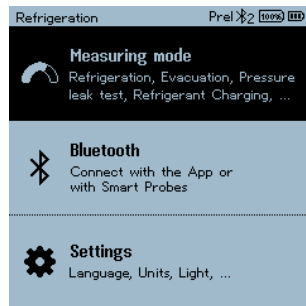 Refrigeration Prel 2 100%
Measuring mode
Refrigeration, Evacuation, Pressure
leak test, Refrigerant Charging, ...
Bluetooth
Connect with the App or
with Smart Probes
Settings
Language, Units, Light, ...